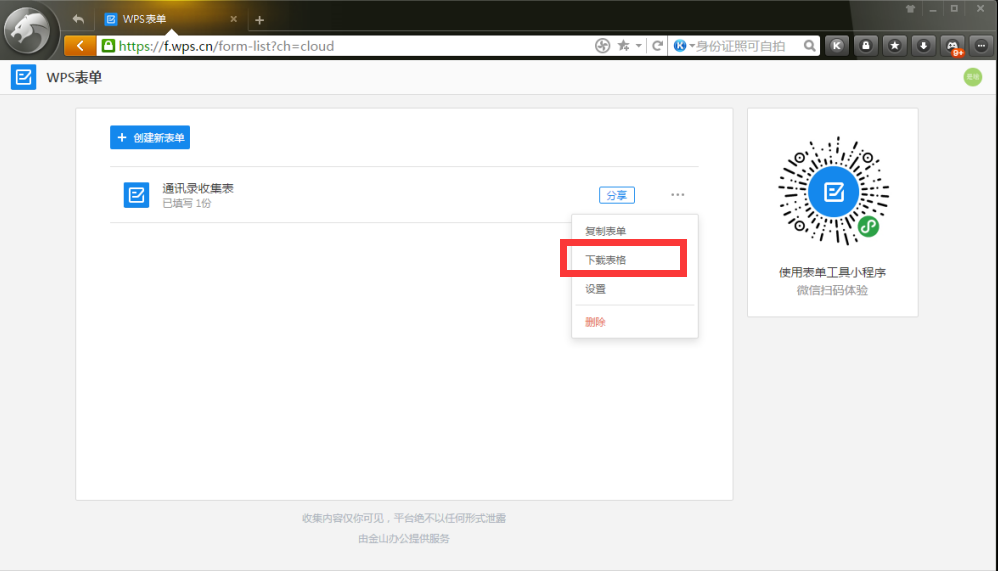 WPS表单
https://f.wps.cn/form-list?ch=cloud
身份证照可自拍
9+
WPS表单
创建新表单
通讯录收集表
已填写 1份
分享
复制表单
下载表格
设置
删除
使用表单工具小程序
微信扫码体验
收集内容仅你可见，平台绝不以任何形式泄露
由金山办公提供服务